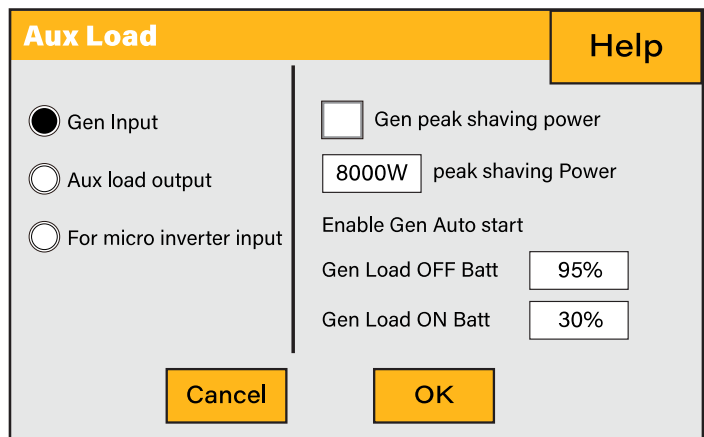 Aux Load
Help
Gen Input
Aux load output
For micro inverter input
Gen peak shaving power
8000W peak shaving Power
Enable Gen Auto start
Gen Load OFF Batt 95%
Gen Load ON Batt 30%
Cancel
OK